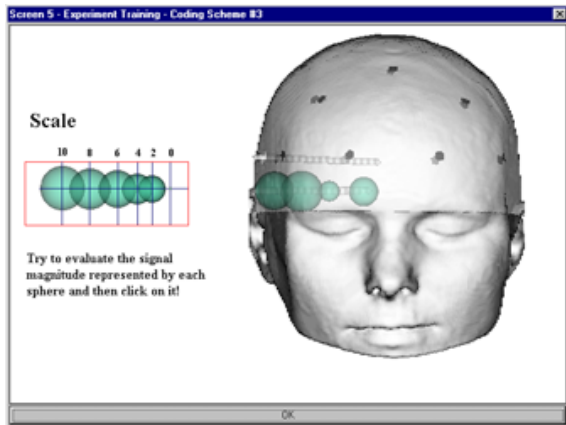 Screen 5 - Experiment Training - Coding Scheme #3
Scale
10 8 6 4 2 0
Try to evaluate the signal
magnitude represented by each
sphere and then click on it!
OK